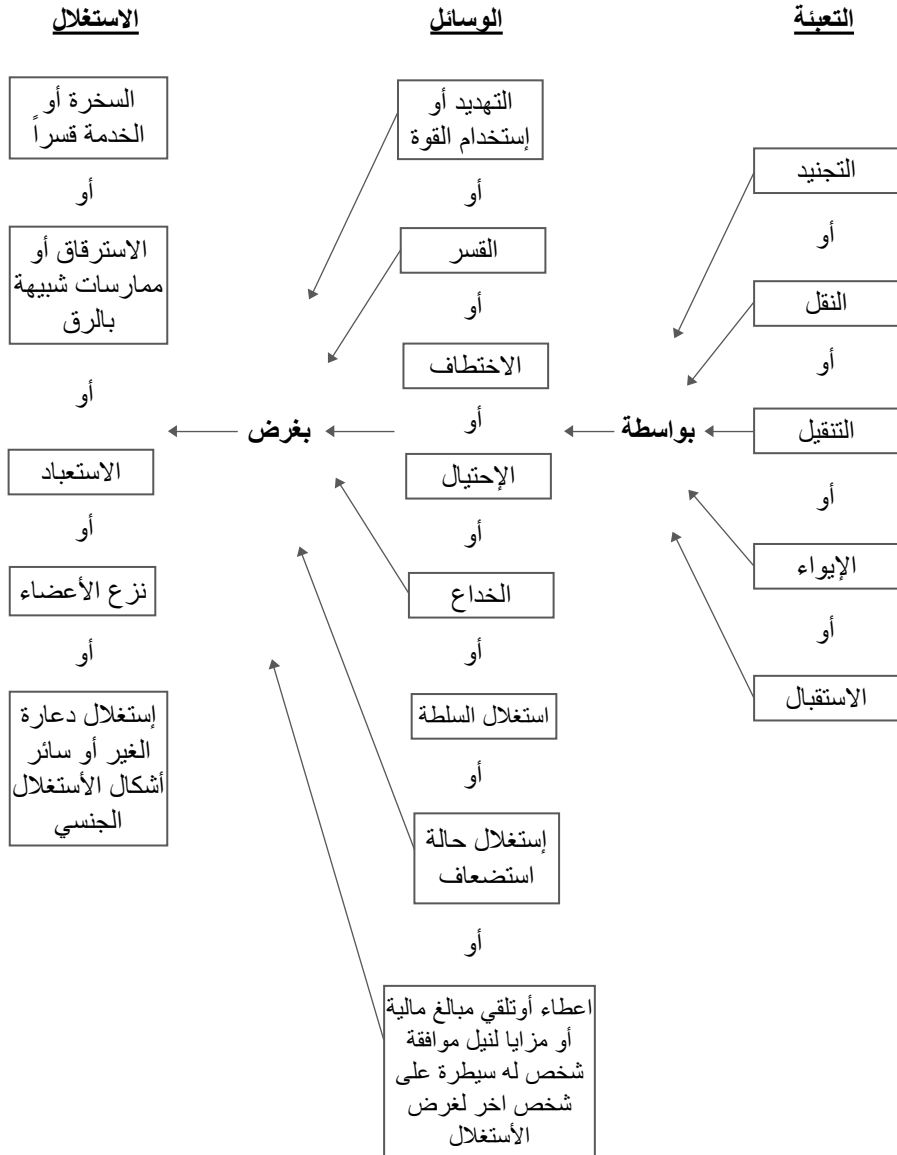 التعبئة
التجنيد
أو
النقل
أو
التنقيل
أو
الإيواء
أو
الاستقبال
بواسطة
الوسائل
التهديد أو
إستخدام القوة
أو
القسر
أو
الاختطاف
أو
الإحتيال
أو
الخداع
أو
استغلال السلطة
أو
إستغلال حالة
استضعاف
أو
اعطاء أوتلقي مبالغ مالية
أو مزايا لنيل موافقة
شخص له سيطرة على
شخص اخر لغرض
الأستغلال
بغرض
الاستغلال
السخرة أو
الخدمة قسراً
أو
الاسترقاق أو
ممارسات شبيهة
بالرق
أو
الاستعباد
أو
نزع الأعضاء
أو
إستغلال دعارة
الغير أو سائر
أشكال الأستغلال
الجنسي